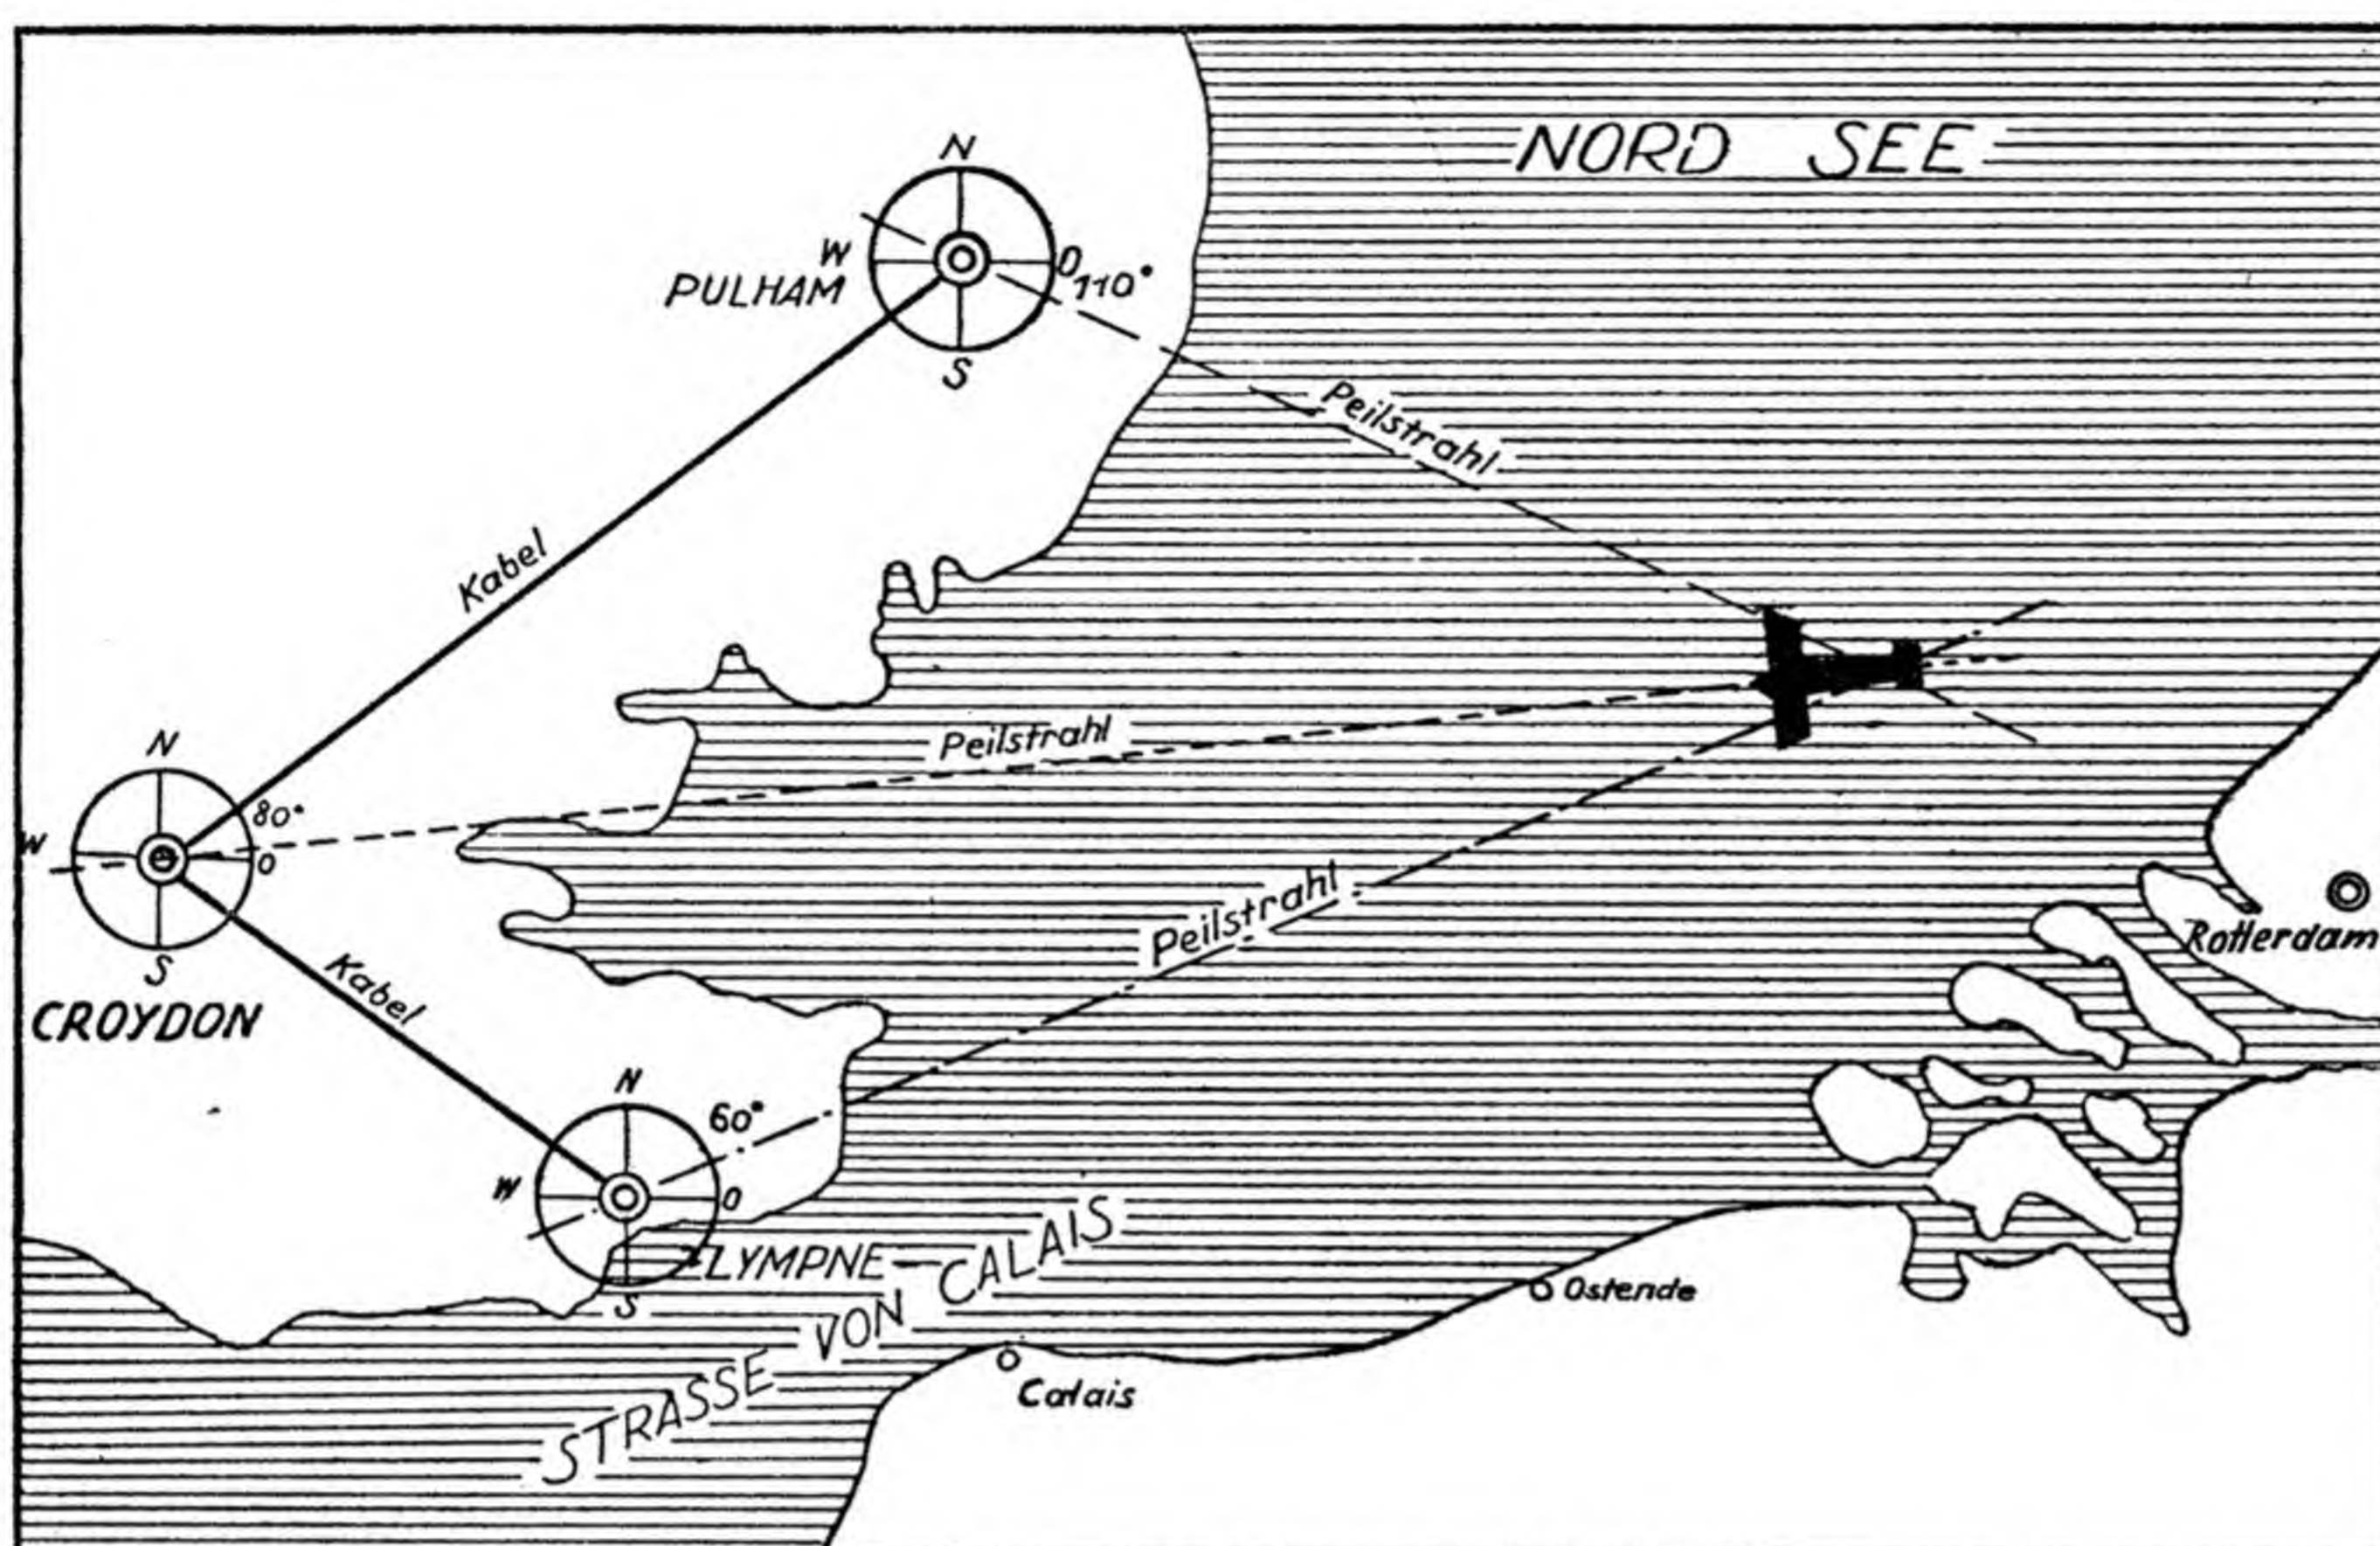 NORD SEE
N
W
O
110°
PULHAM
S
Peilstrahl
Kabel
Peilstrahl
N
80°
W
O
S
CROYDON
Kabel
Peilstrahl
Rotterdam
N
60°
W
O
S
LYMPNE
STRASSE VON CALAIS
Ostende
Calais